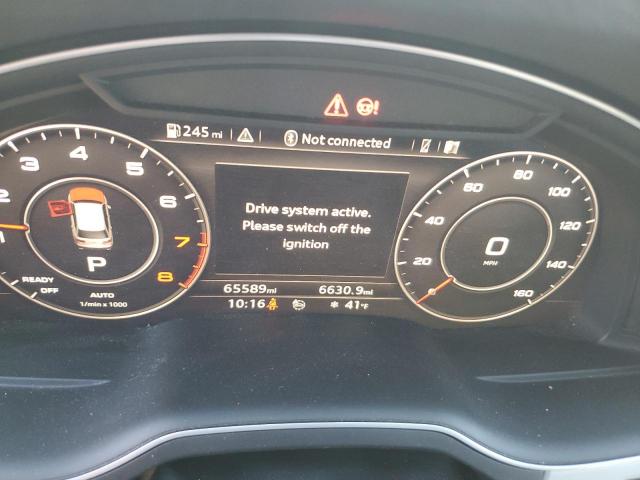 245 mi
Not connected
2 3 4 5 6 7 8
1
P
READY
OFF
AUTO
1/min x 1000
Drive system active.
Please switch off the
ignition
20 40 60 80 100 120 140 160
0
MPH
65589mi 6630.9mi
10:16 41°F